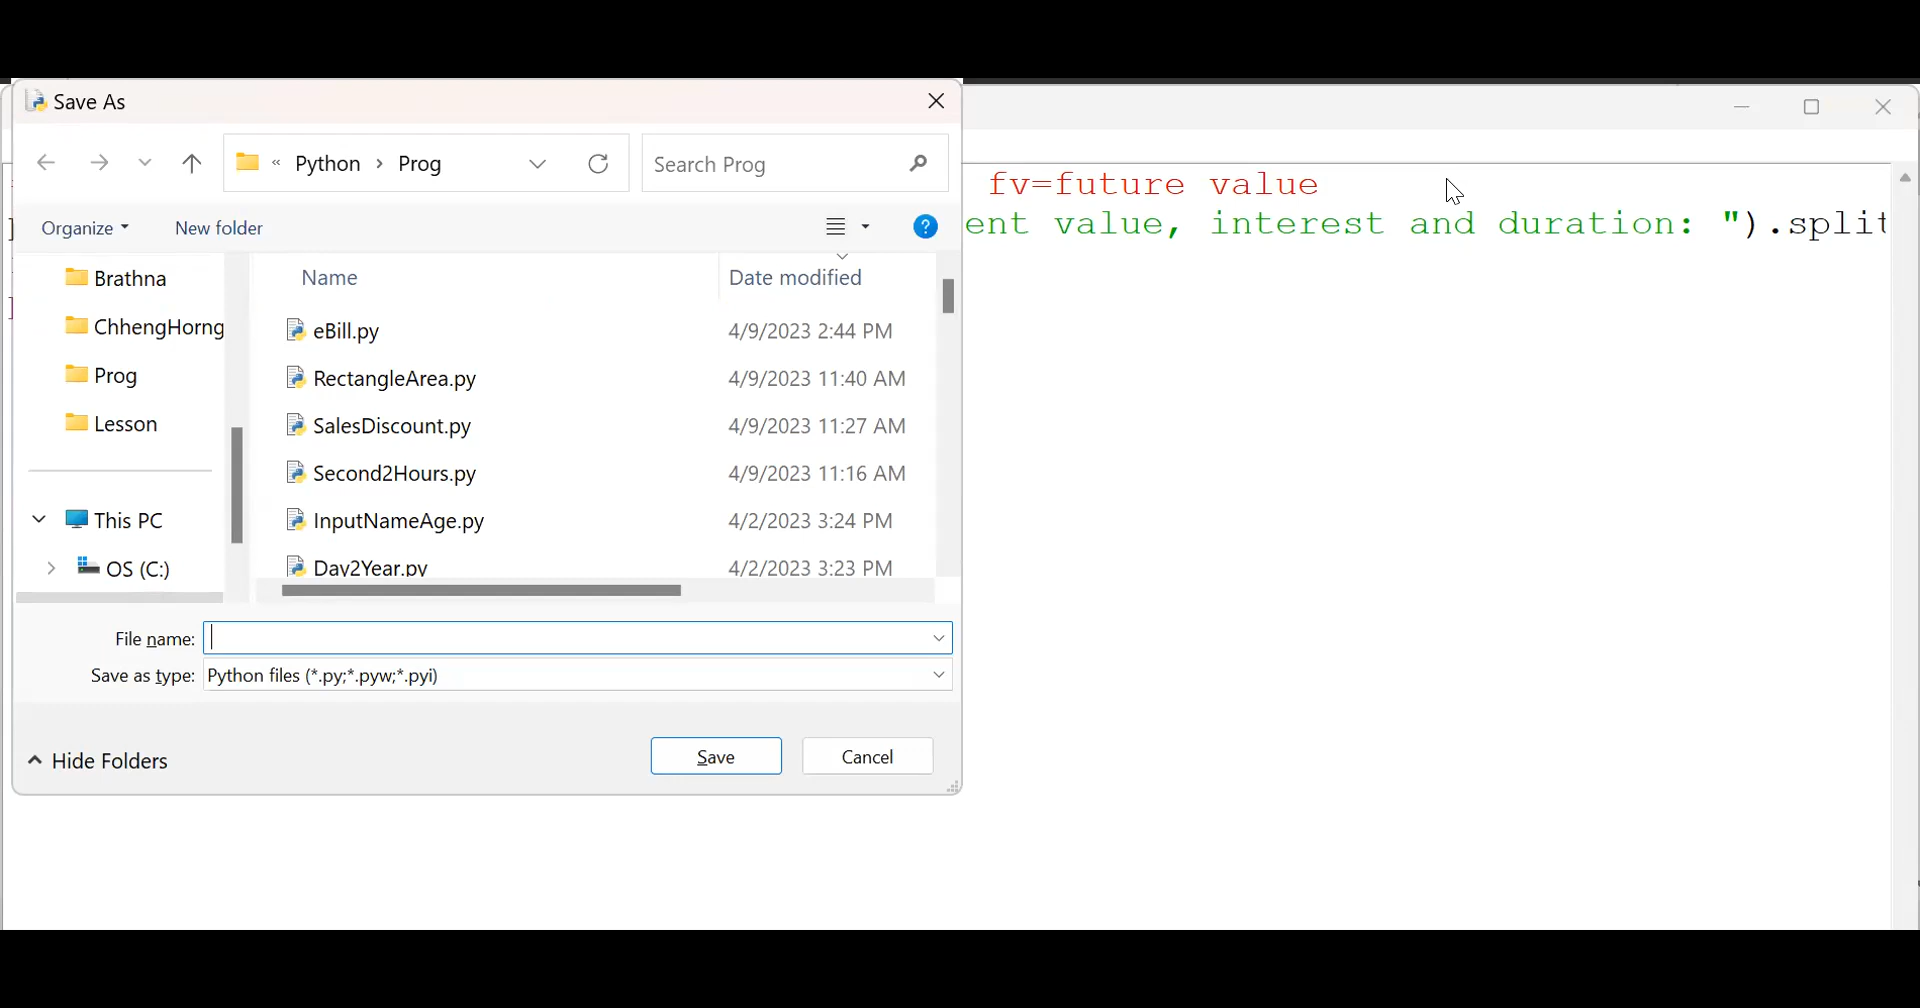 Save As
« Python > Prog
Search Prog
fv=future value
Organize
New folder
ent value, interest and duration: ").split
Name
Date modified
Brathna
ChhengHorng
Prog
Lesson
This PC
OS (C:)
eBill.py 4/9/2023 2:44 PM
RectangleArea.py 4/9/2023 11:40 AM
SalesDiscount.py 4/9/2023 11:27 AM
Second2Hours.py 4/9/2023 11:16 AM
InputNameAge.py 4/2/2023 3:24 PM
Day2Year.py 4/2/2023 3:23 PM
File name:
Save as type: Python files (*.py;*.pyw;*.pyi)
Hide Folders
Save
Cancel